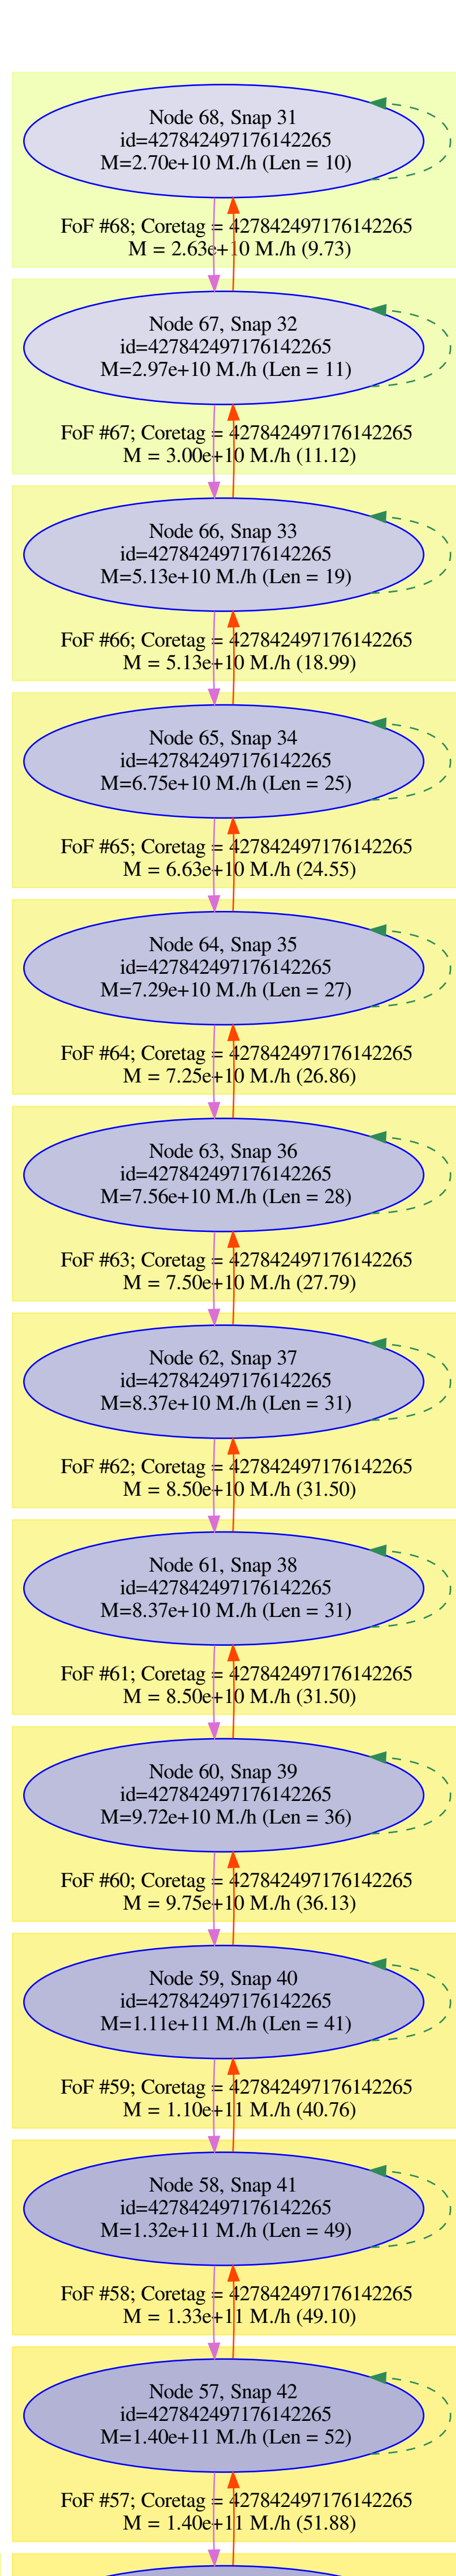 Node 68, Snap 31
id=427842497176142265
M=2.70e+10 M./h (Len = 10)
FoF #68; Coretag = 427842497176142265
M = 2.63e+10 M./h (9.73)
Node 67, Snap 32
id=427842497176142265
M=2.97e+10 M./h (Len = 11)
FoF #67; Coretag = 427842497176142265
M = 3.00e+10 M./h (11.12)
Node 66, Snap 33
id=427842497176142265
M=5.13e+10 M./h (Len = 19)
FoF #66; Coretag = 427842497176142265
M = 5.13e+10 M./h (18.99)
Node 65, Snap 34
id=427842497176142265
M=6.75e+10 M./h (Len = 25)
FoF #65; Coretag = 427842497176142265
M = 6.63e+10 M./h (24.55)
Node 64, Snap 35
id=427842497176142265
M=7.29e+10 M./h (Len = 27)
FoF #64; Coretag = 427842497176142265
M = 7.25e+10 M./h (26.86)
Node 63, Snap 36
id=427842497176142265
M=7.56e+10 M./h (Len = 28)
FoF #63; Coretag = 427842497176142265
M = 7.50e+10 M./h (27.79)
Node 62, Snap 37
id=427842497176142265
M=8.37e+10 M./h (Len = 31)
FoF #62; Coretag = 427842497176142265
M = 8.50e+10 M./h (31.50)
Node 61, Snap 38
id=427842497176142265
M=8.37e+10 M./h (Len = 31)
FoF #61; Coretag = 427842497176142265
M = 8.50e+10 M./h (31.50)
Node 60, Snap 39
id=427842497176142265
M=9.72e+10 M./h (Len = 36)
FoF #60; Coretag = 427842497176142265
M = 9.75e+10 M./h (36.13)
Node 59, Snap 40
id=427842497176142265
M=1.11e+11 M./h (Len = 41)
FoF #59; Coretag = 427842497176142265
M = 1.10e+11 M./h (40.76)
Node 58, Snap 41
id=427842497176142265
M=1.32e+11 M./h (Len = 49)
FoF #58; Coretag = 427842497176142265
M = 1.33e+11 M./h (49.10)
Node 57, Snap 42
id=427842497176142265
M=1.40e+11 M./h (Len = 52)
FoF #57; Coretag = 427842497176142265
M = 1.40e+11 M./h (51.88)